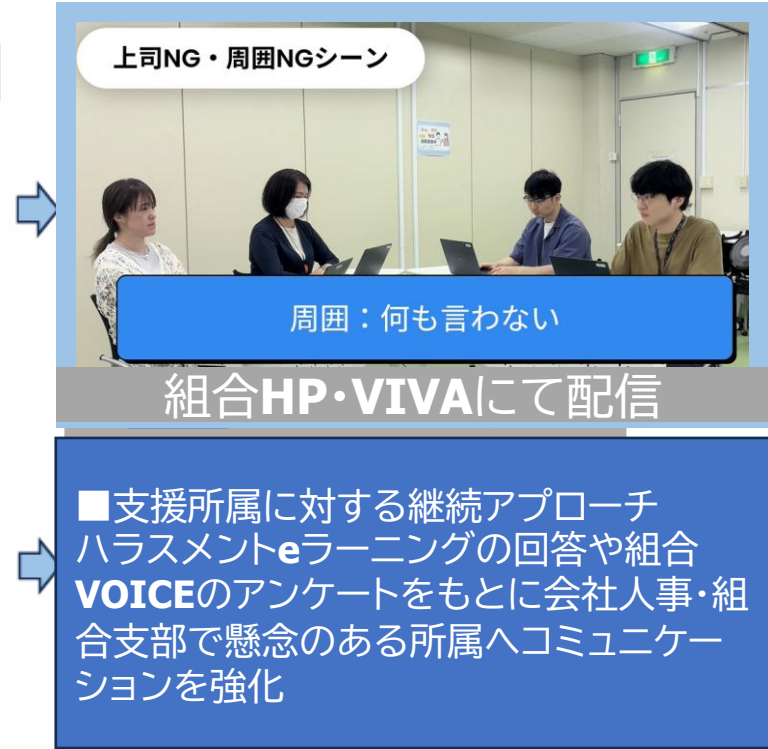 上司NG・周囲NGシーン
周囲：何も言わない
組合HP・VIVAにて配信
■支援所属に対する継続アプローチ
ハラスメントeラーニングの回答や組合
VOICEのアンケートをもとに会社人事・組
合支部で懸念のある所属へコミュニケー
ションを強化